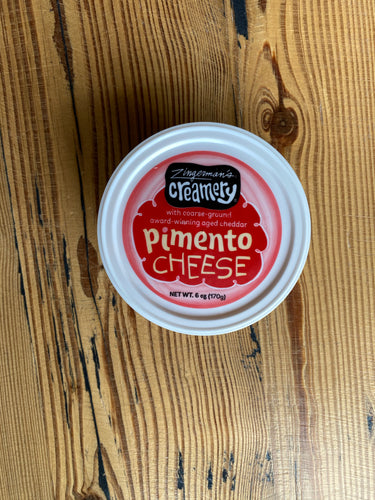 Zingerman's
creamery
with coarse-ground
award-winning aged cheddar
pimento
CHEESE
NET WT. 6 oz (170g)